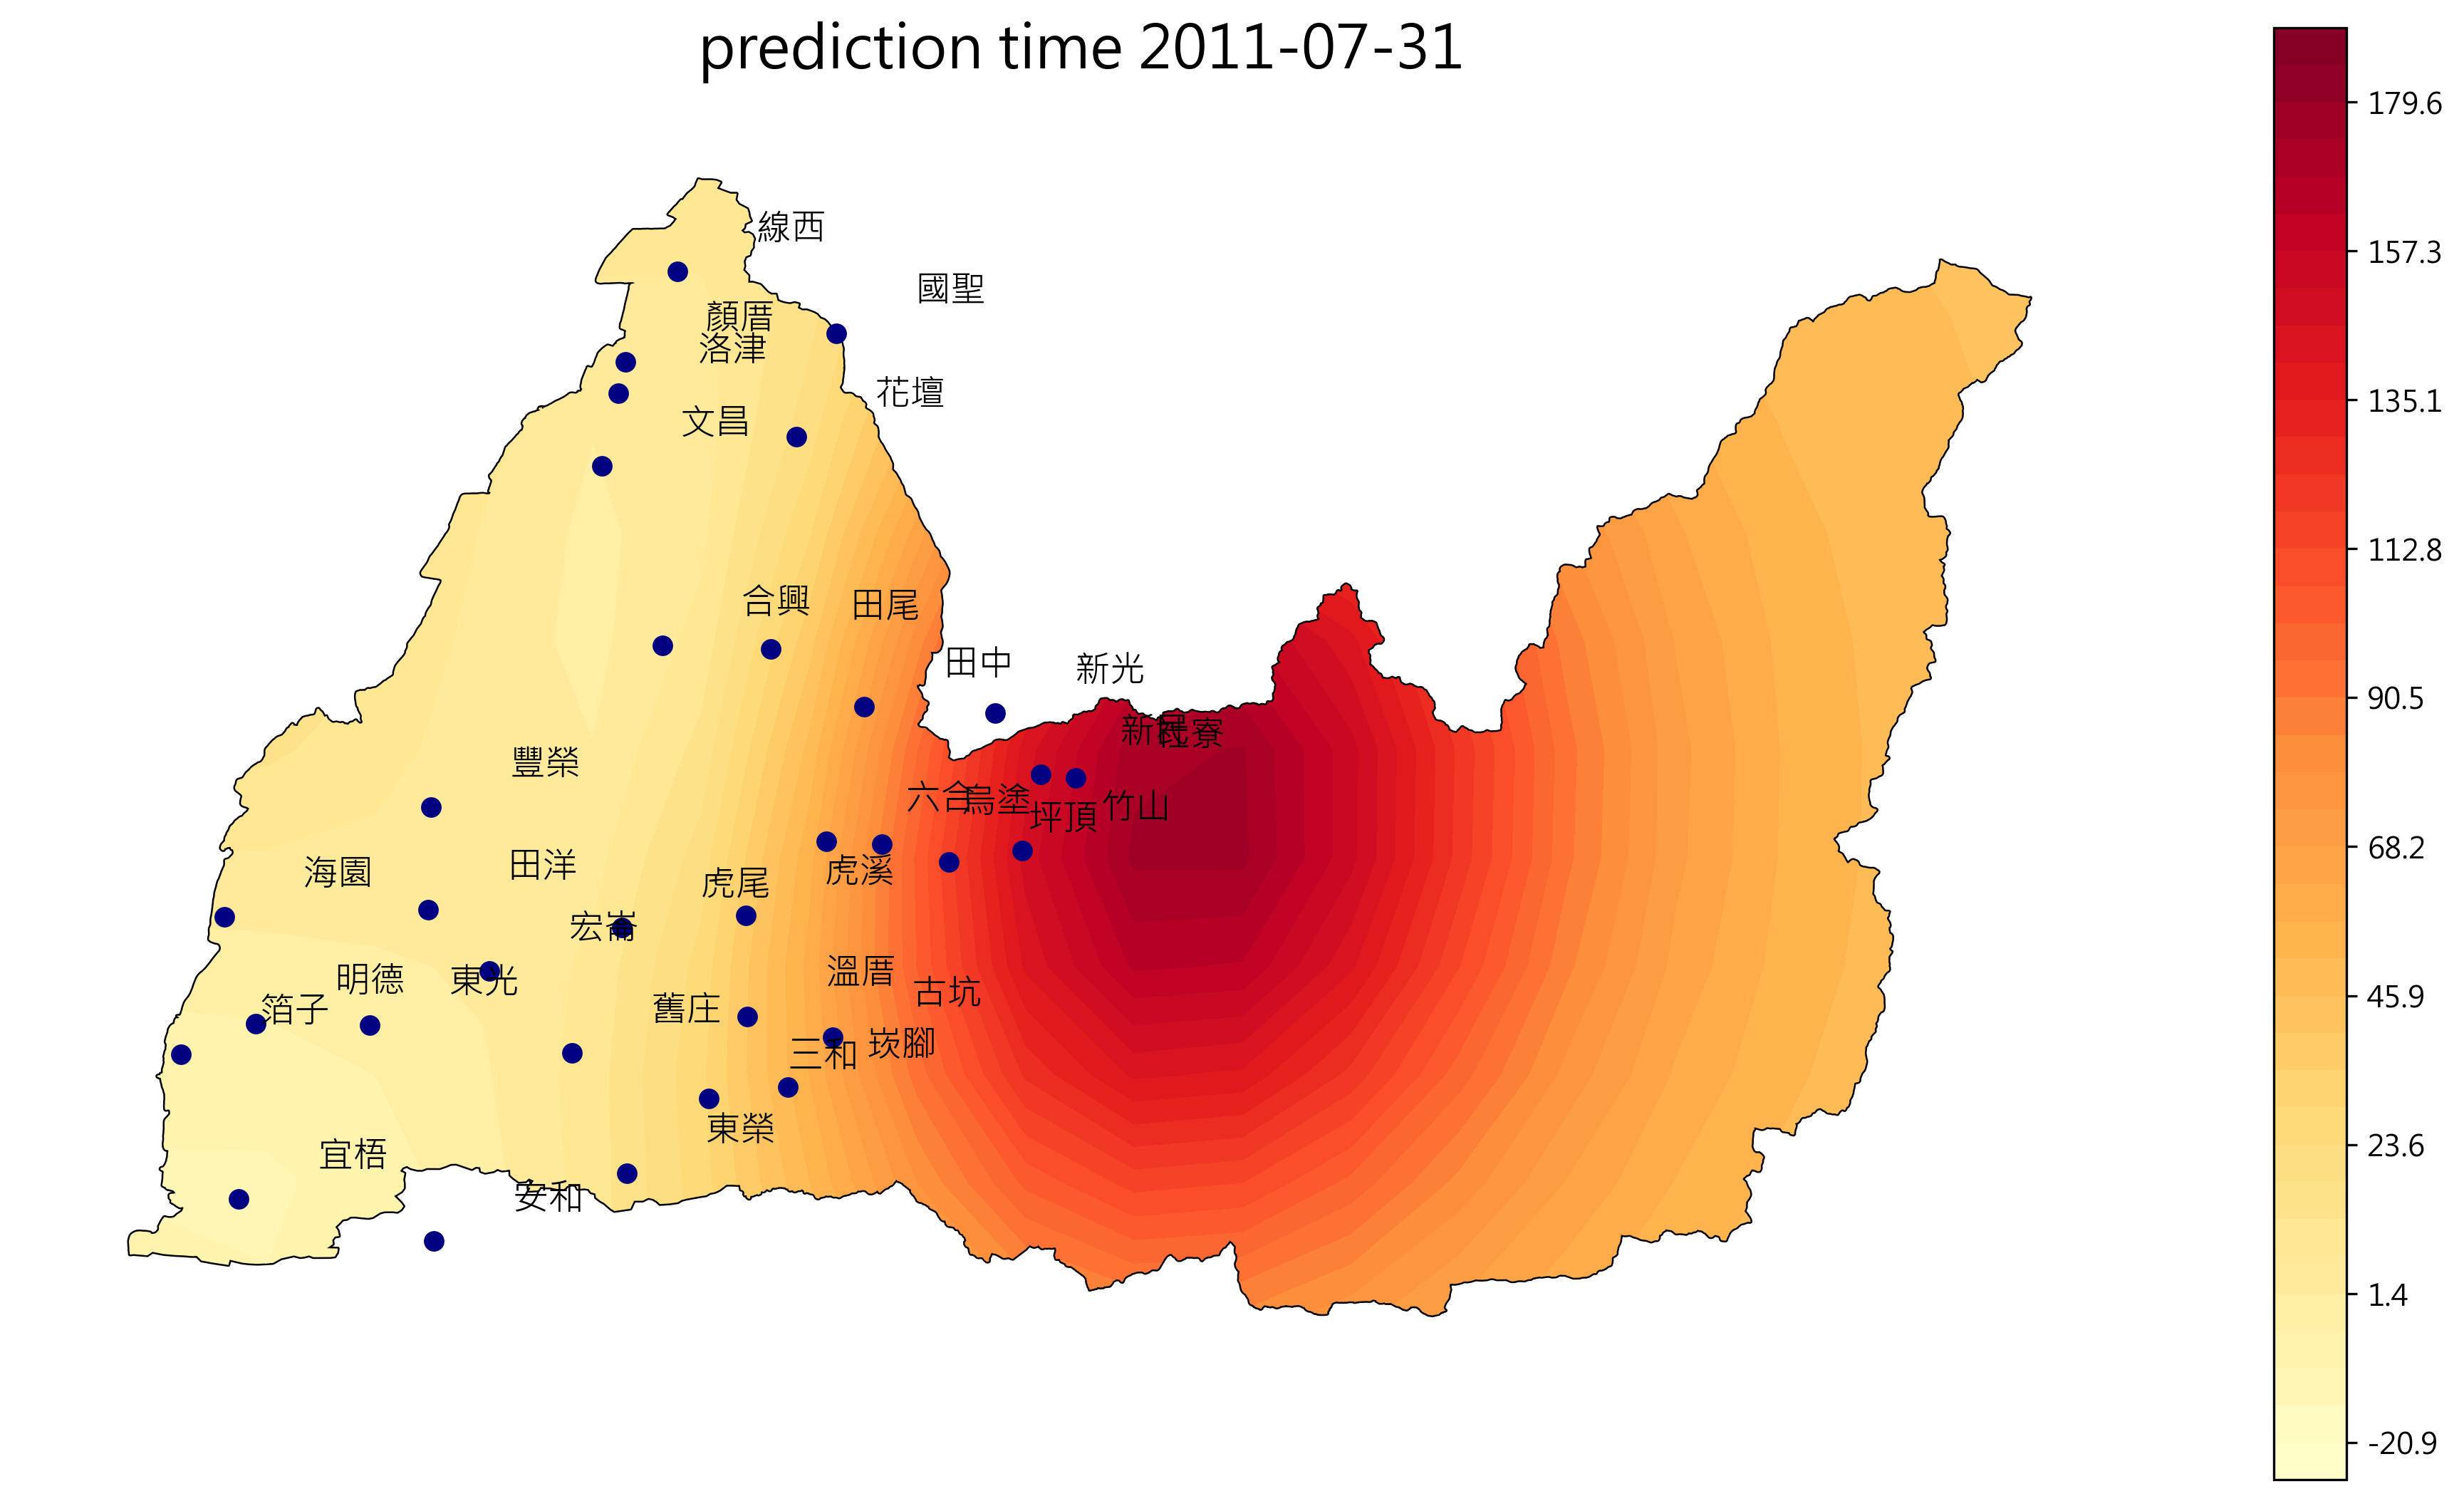 prediction time 2011-07-31
線西
國聖
顏厝
洛津
花壇
文昌
合興
田尾
田中
新光
新民
社寮
豐榮
六合
烏塗
坪頂
竹山
海園
田洋
虎尾
虎溪
宏崙
明德
東光
溫厝
古坑
箔子
舊庄
三和
崁腳
東榮
宜梧
安和
179.6
157.3
135.1
112.8
90.5
68.2
45.9
23.6
1.4
-20.9